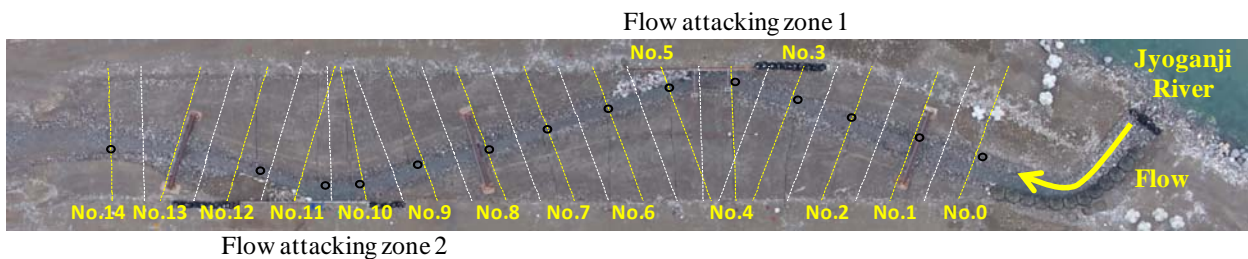 Flow attacking zone 1
No.5
No.3
Jyoganji
River
Flow
No.14
No.13
No.12
No.11
No.10
No.9
No.8
No.7
No.6
No.4
No.2
No.1
No.0
Flow attacking zone 2